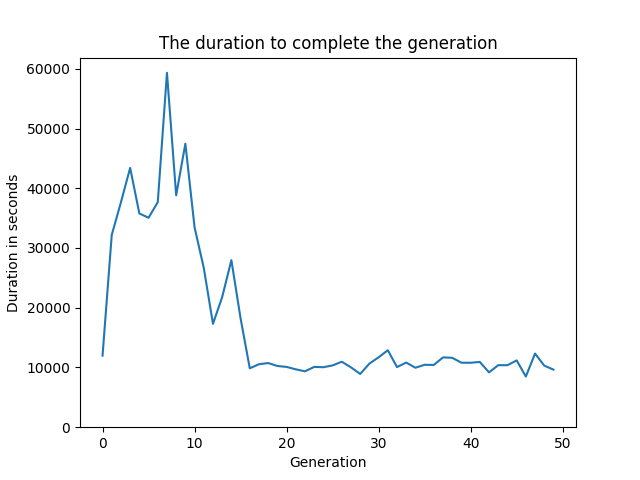 The duration to complete the generation
60000
50000
40000
30000
20000
10000
0
Duration in seconds
0 10 20 30 40 50
Generation